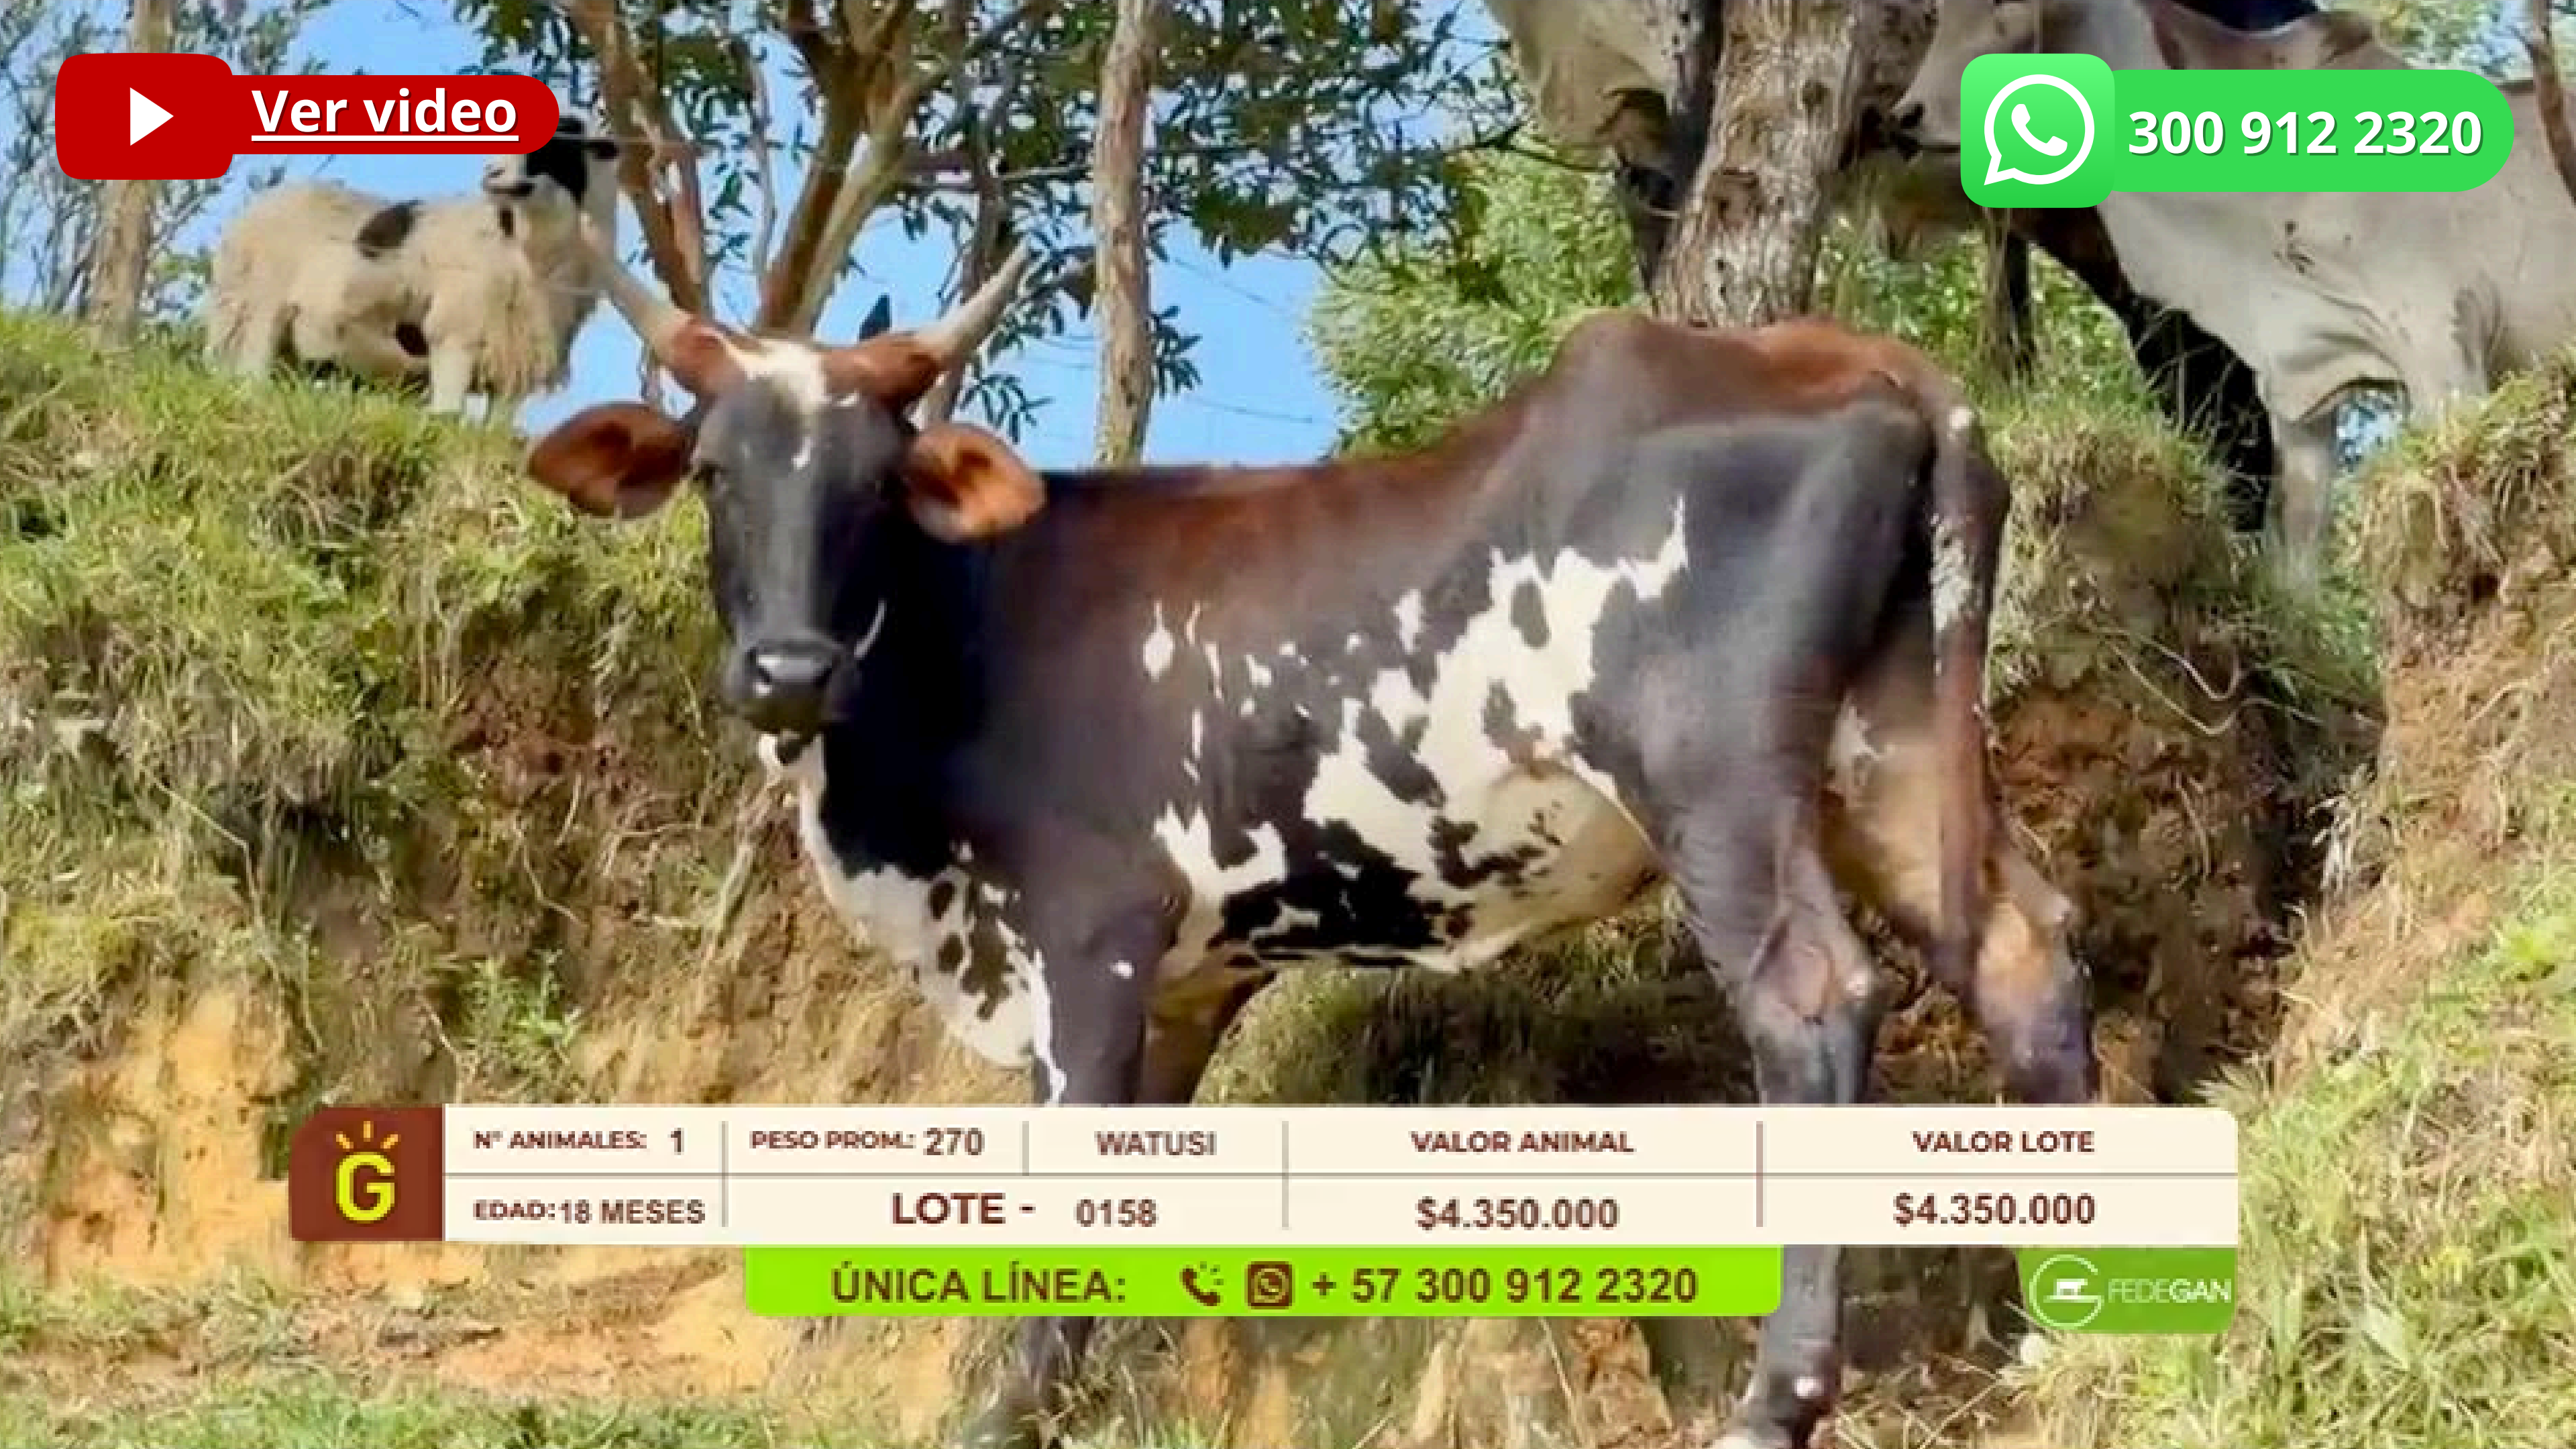 Ver video
300 912 2320
Nº ANIMALES: 1
PESO PROM.: 270
WATUSI
VALOR ANIMAL
VALOR LOTE
G
EDAD: 18 MESES
LOTE - 0158
$4.350.000
$4.350.000
ÚNICA LÍNEA: + 57 300 912 2320
FEDEGAN